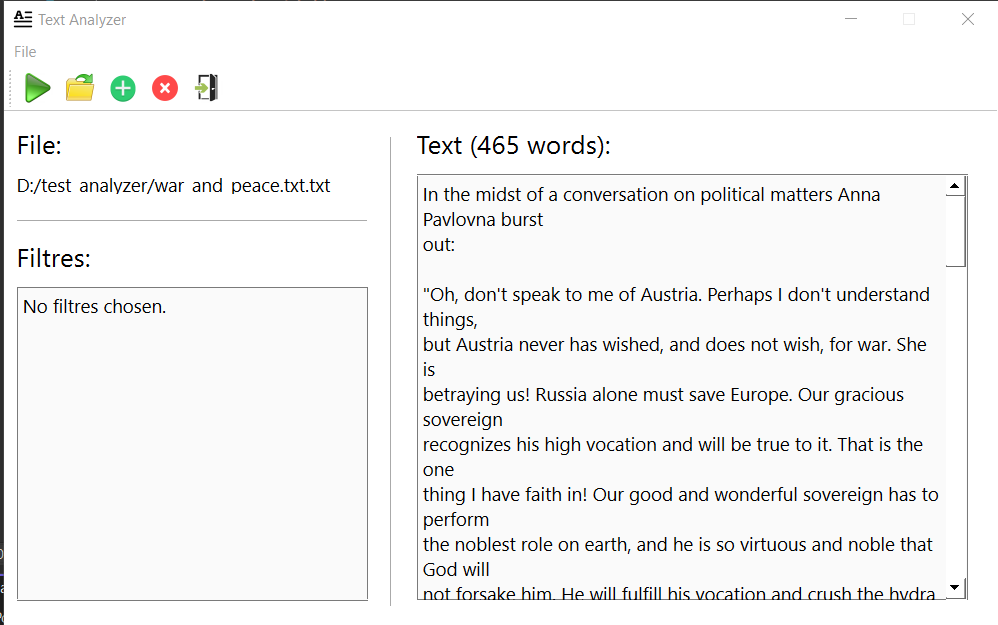 Text Analyzer
File
File:
D:/test analyzer/war and peace.txt.txt
Filtres:
No filtres chosen.
Text (465 words):
In the midst of a conversation on political matters Anna
Pavlovna burst
out:
"Oh, don't speak to me of Austria. Perhaps I don't understand
things,
but Austria never has wished, and does not wish, for war. She
is
betraying us! Russia alone must save Europe. Our gracious
sovereign
recognizes his high vocation and will be true to it. That is the
one
thing I have faith in! Our good and wonderful sovereign has to
perform
the noblest role on earth, and he is so virtuous and noble that
God will
not forsake him. He will fulfill his vocation and crush the hydra